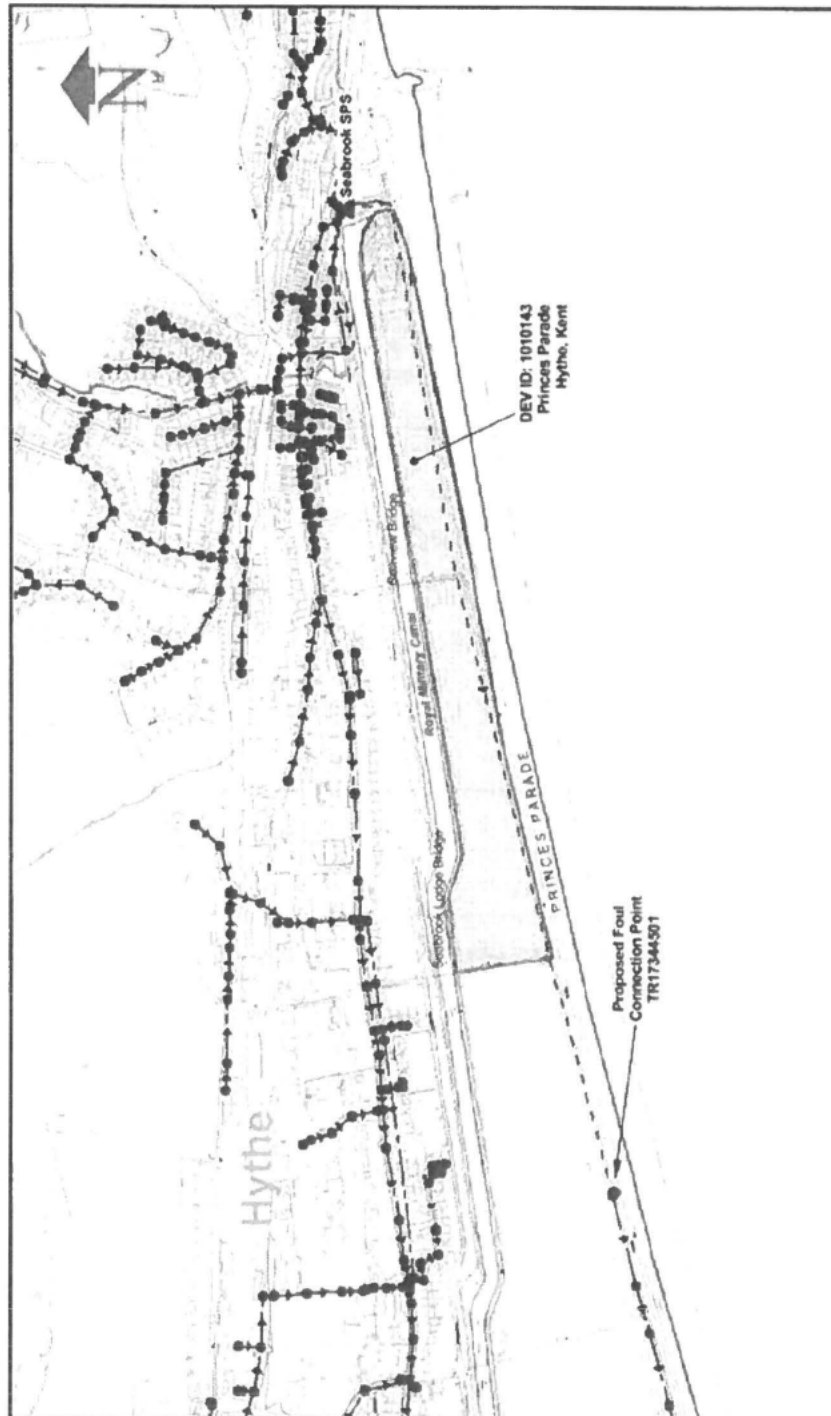 N
Seabrook SPS
DEV ID: 1010143
Princes Parade
Hythe, Kent
Seaview Bridge
Royal Military Canal
Seabrook Lodge Bridge
PRINCES PARADE
Proposed Foul
Connection Point
TR17344501
Hythe